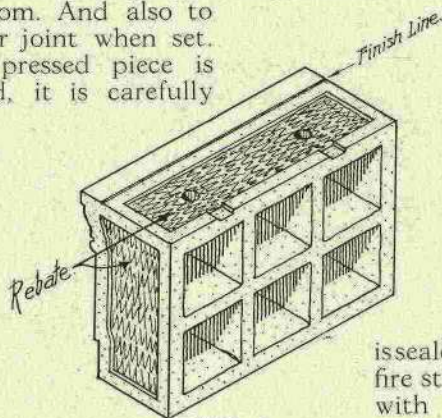 om. And also to
r joint when set.
pressed piece is
d, it is carefully
Finish Line.
Rebate
issealed
fire st
with